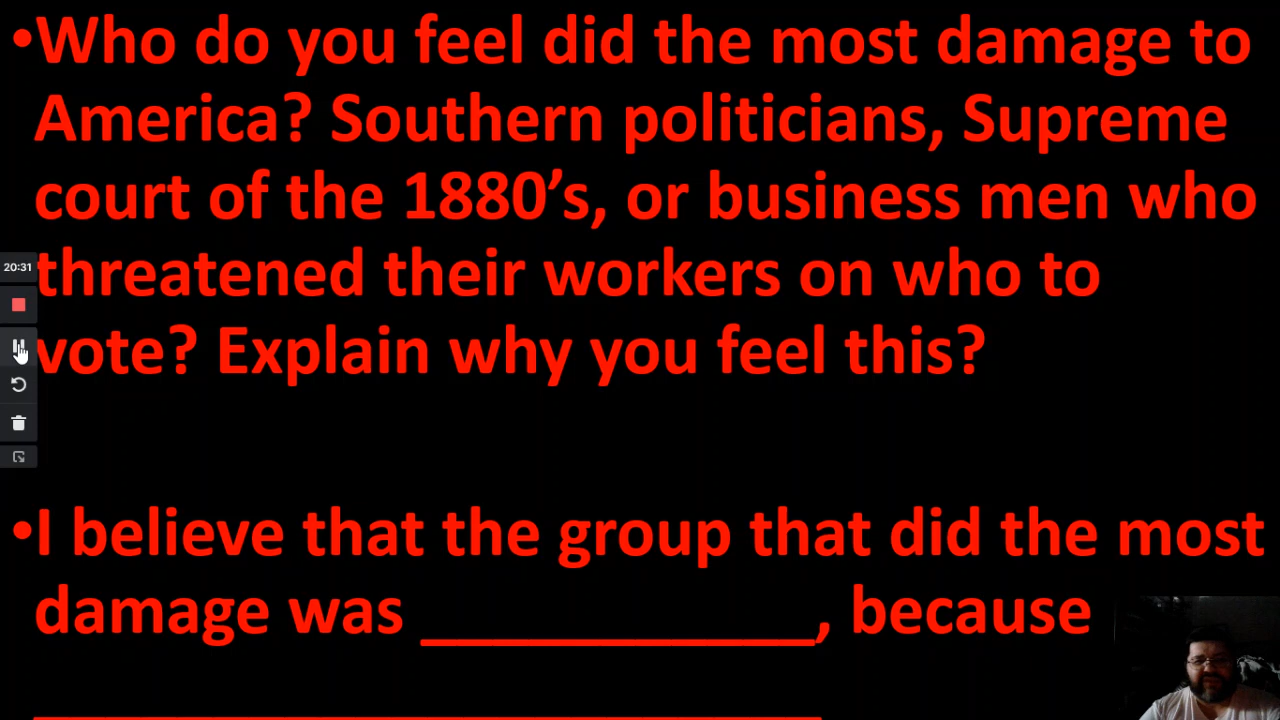 •Who do you feel did the most damage to
America? Southern politicians, Supreme
court of the 1880’s, or business men who
threatened their workers on who to
vote? Explain why you feel this?
20:31
•I believe that the group that did the most
damage was ____________, because
________________________